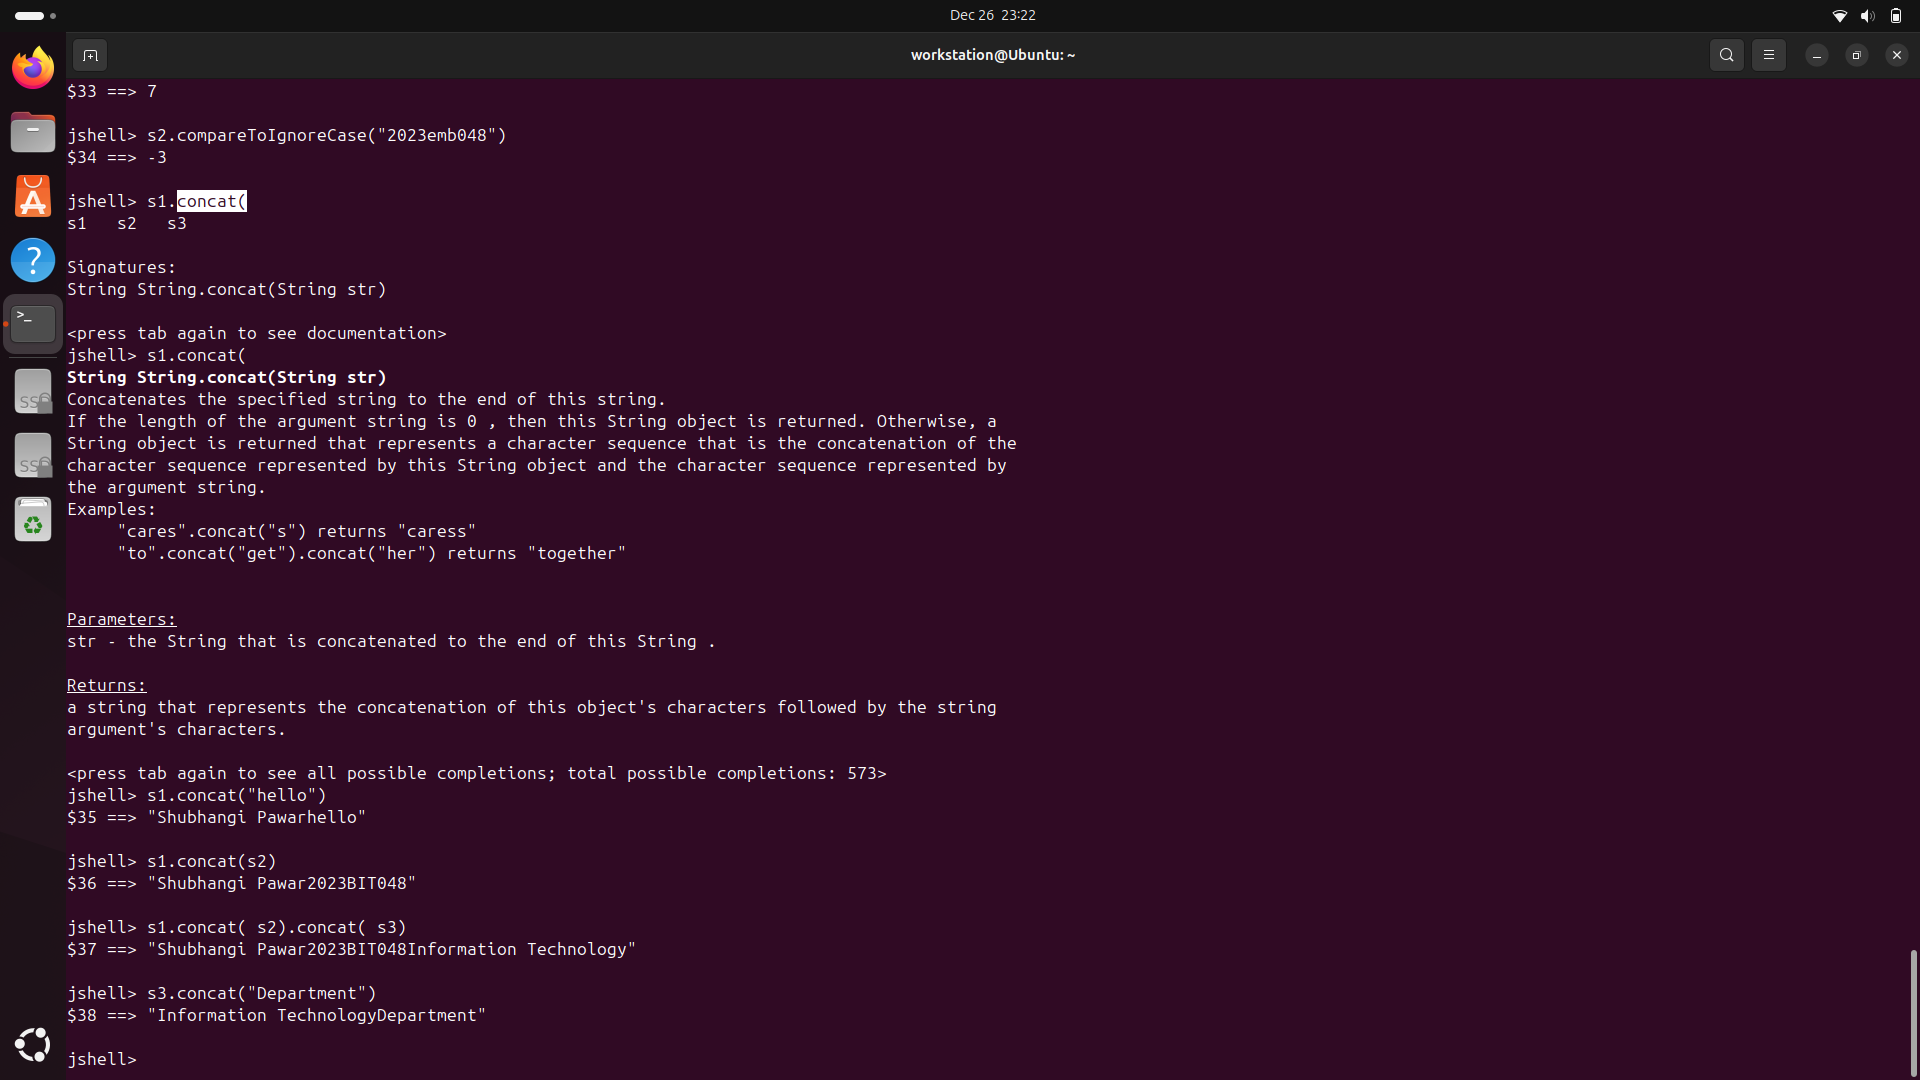 Dec 26 23:22
workstation@Ubuntu: ~
$33 ==> 7
jshell> s2.compareToIgnoreCase("2023emb048")
$34 ==> -3
jshell> s1.concat(
s1   s2   s3
Signatures:
String String.concat(String str)
<press tab again to see documentation>
jshell> s1.concat(
String String.concat(String str)
Concatenates the specified string to the end of this string.
If the length of the argument string is 0 , then this String object is returned. Otherwise, a
String object is returned that represents a character sequence that is the concatenation of the
character sequence represented by this String object and the character sequence represented by
the argument string.
Examples:
     "cares".concat("s") returns "caress"
     "to".concat("get").concat("her") returns "together"
Parameters:
str - the String that is concatenated to the end of this String .
Returns:
a string that represents the concatenation of this object's characters followed by the string
argument's characters.
<press tab again to see all possible completions; total possible completions: 573>
jshell> s1.concat("hello")
$35 ==> "Shubhangi Pawarhello"
jshell> s1.concat(s2)
$36 ==> "Shubhangi Pawar2023BIT048"
jshell> s1.concat( s2).concat( s3)
$37 ==> "Shubhangi Pawar2023BIT048Information Technology"
jshell> s3.concat("Department")
$38 ==> "Information TechnologyDepartment"
jshell>